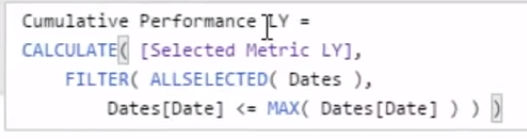 Cumulative Performance LY =
CALCULATE( [Selected Metric LY],
FILTER( ALLSELECTED( Dates ),
Dates[Date] <= MAX( Dates[Date] ) ) )